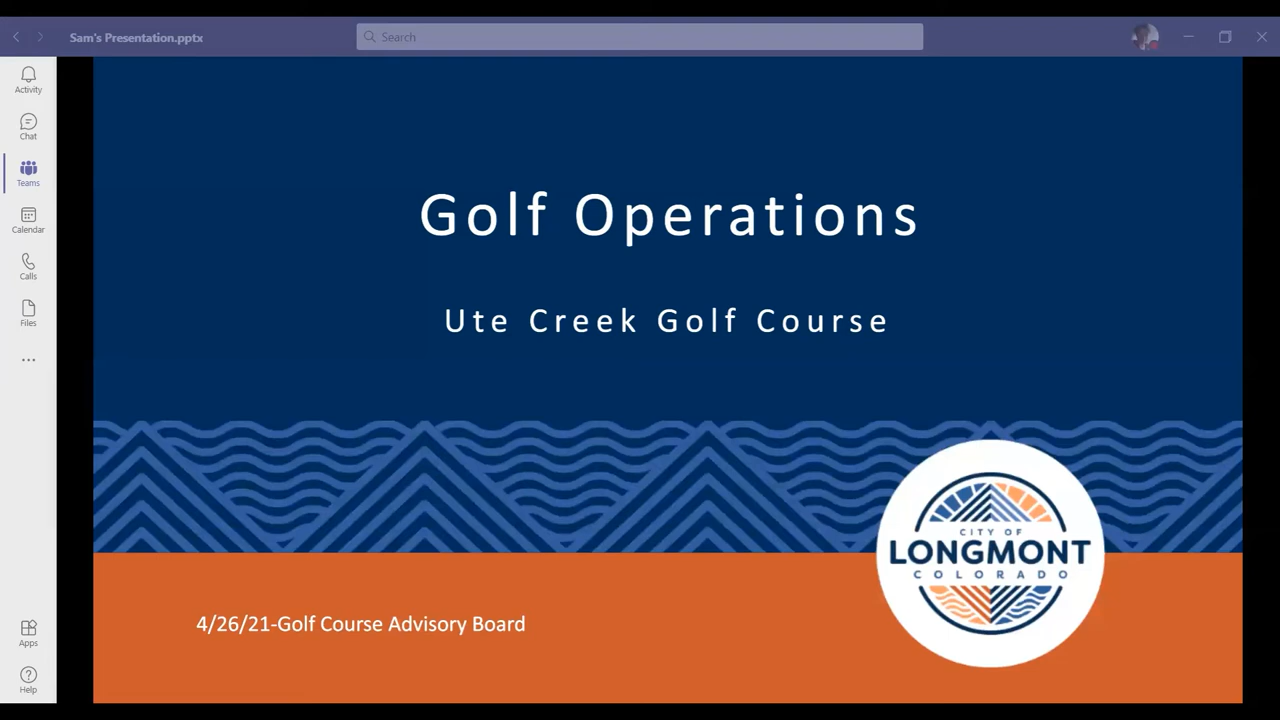 Sam's Presentation.pptx
Search
Activity
Chat
Teams
Calendar
Calls
Files
Apps
Help
Golf Operations
Ute Creek Golf Course
CITY OF
LONGMONT
COLORADO
4/26/21-Golf Course Advisory Board